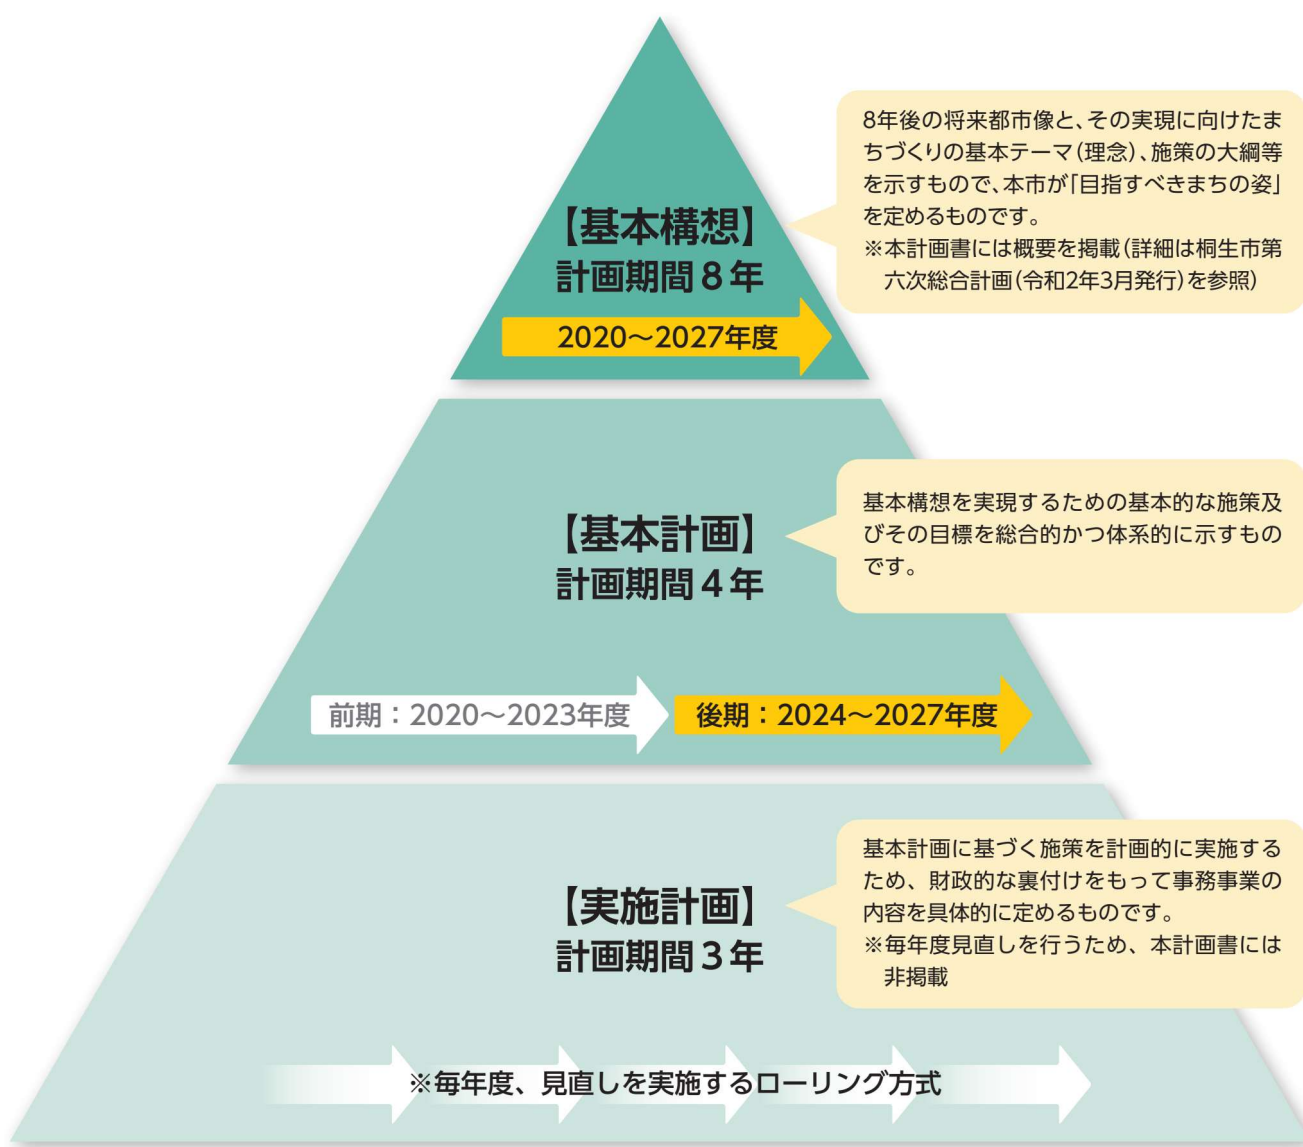 【基本構想】
計画期間8年
2020～2027年度
8年後の将来都市像と、その実現に向けたま
ちづくりの基本テーマ(理念)、施策の大綱等
を示すもので、本市が「目指すべきまちの姿」
を定めるものです。
※本計画書には概要を掲載(詳細は桐生市第
六次総合計画(令和2年3月発行)を参照)
【基本計画】
計画期間4年
基本構想を実現するための基本的な施策及
びその目標を総合的かつ体系的に示すもの
です。
前期：2020～2023年度
後期：2024～2027年度
【実施計画】
計画期間3年
基本計画に基づく施策を計画的に実施する
ため、財政的な裏付けをもって事務事業の
内容を具体的に定めるものです。
※毎年度見直しを行うため、本計画書には
非掲載
※毎年度、見直しを実施するローリング方式